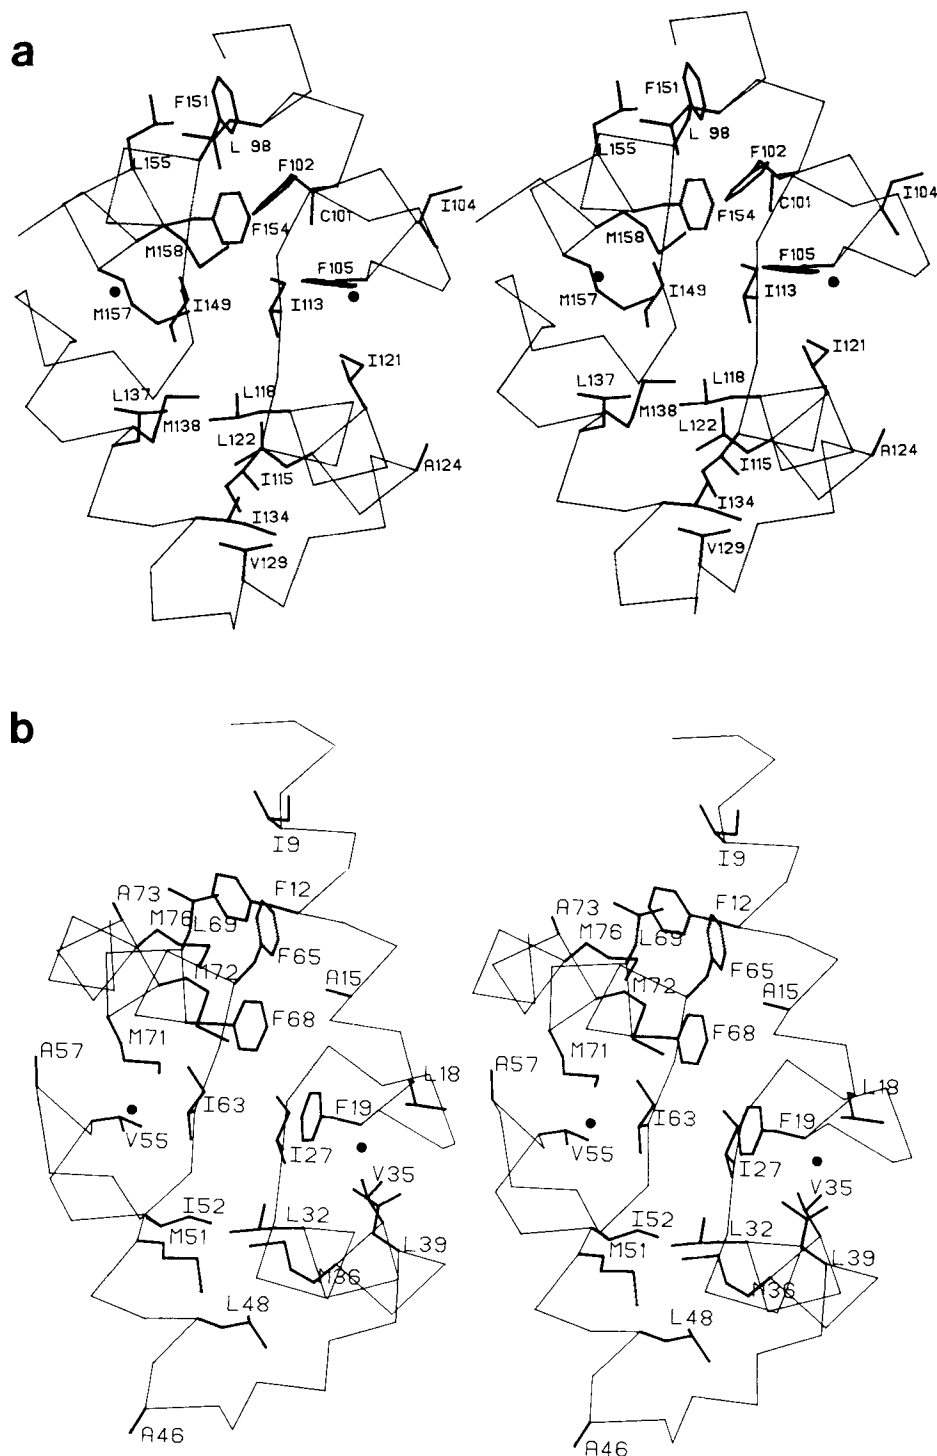 a
F151
L 98
L155
F102
I104
F154
C101
M158
F105
M157
I149
I113
I121
L137
L118
M138
L122
A124
I115
I134
V129
F151
L 98
L155
F102
I104
F154
C101
M158
F105
M157
I149
I113
I121
L137
L118
M138
L122
I115
A124
I134
V129
b
I9
A73
F12
M76
L69
F65
M72
A15
F68
M71
A57
L18
I63
F19
V55
I27
V35
I52
L32
M51
L39
M36
L48
A46
I9
A73
F12
M76
L69
F65
M72
A15
F68
M71
A57
L18
I63
F19
V55
I27
V35
I52
L32
M51
L39
M36
L48
A46